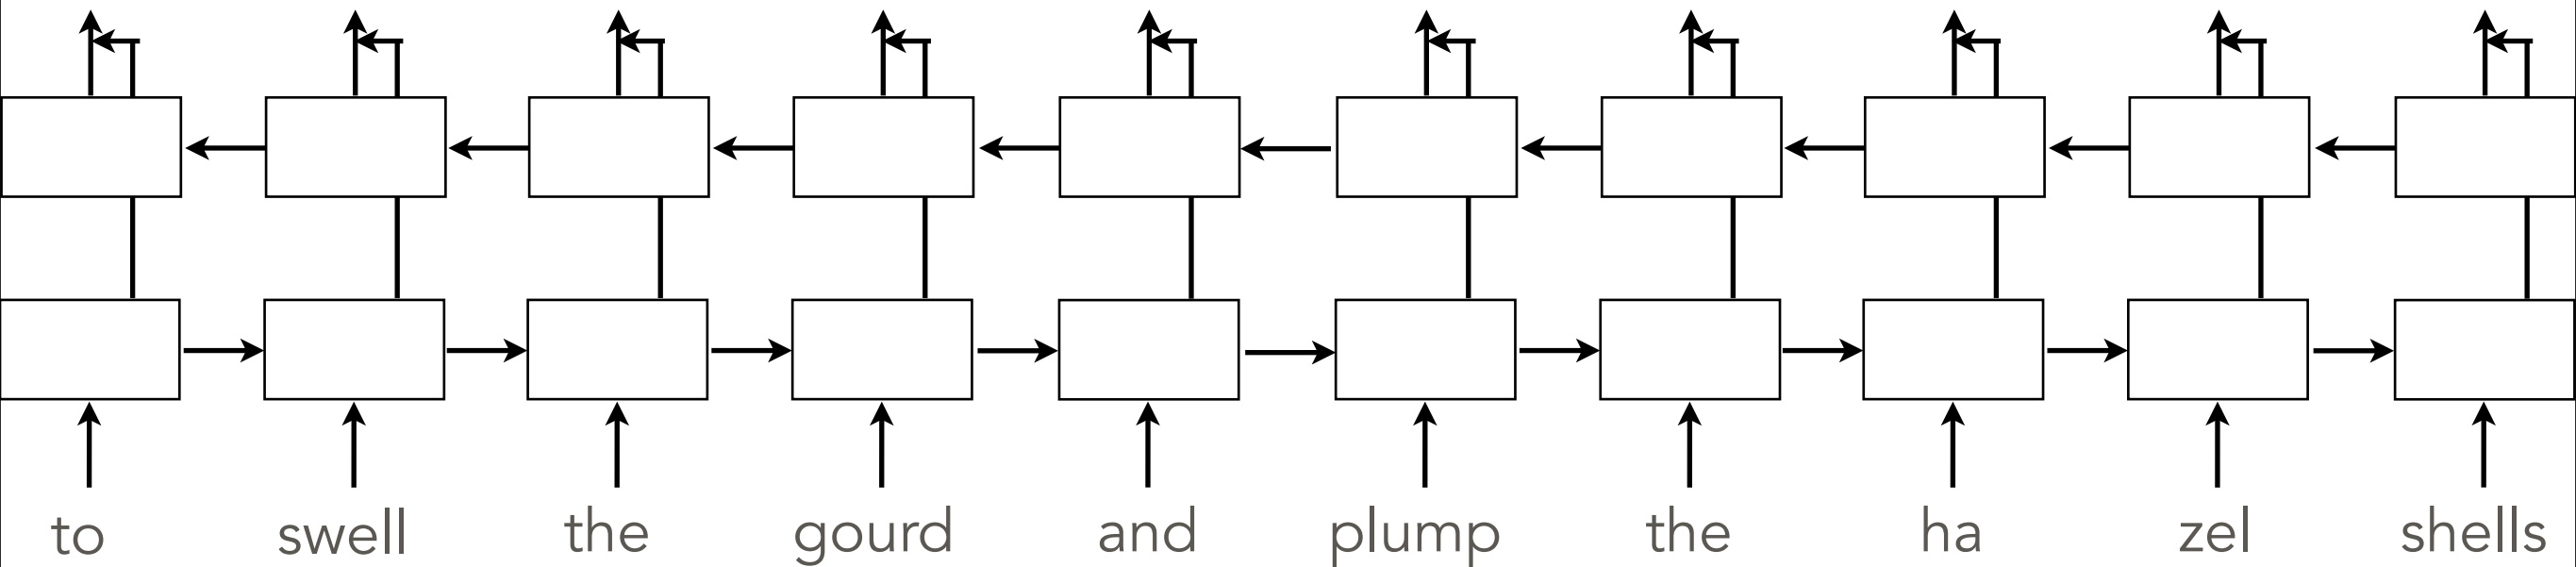 to swell the gourd and plump the ha zel shells